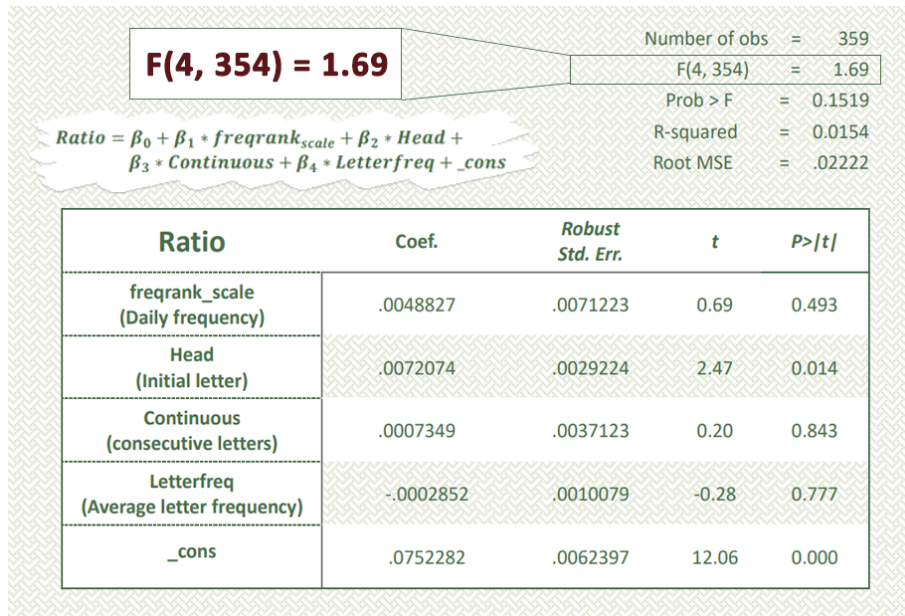 F(4, 354) = 1.69
Number of obs = 359
F(4, 354) = 1.69
Prob > F = 0.1519
R-squared = 0.0154
Root MSE = .02222
Ratio = β₀ + β₁ * freqrank_scale + β₂ * Head +
β₃ * Continuous + β₄ * Letterfreq + _cons
Ratio Coef. Robust Std. Err. t P>|t|
freqrank_scale
(Daily frequency) .0048827 .0071223 0.69 0.493
Head
(Initial letter) .0072074 .0029224 2.47 0.014
Continuous
(consecutive letters) .0007349 .0037123 0.20 0.843
Letterfreq
(Average letter frequency) -.0002852 .0010079 -0.28 0.777
_cons .0752282 .0062397 12.06 0.000